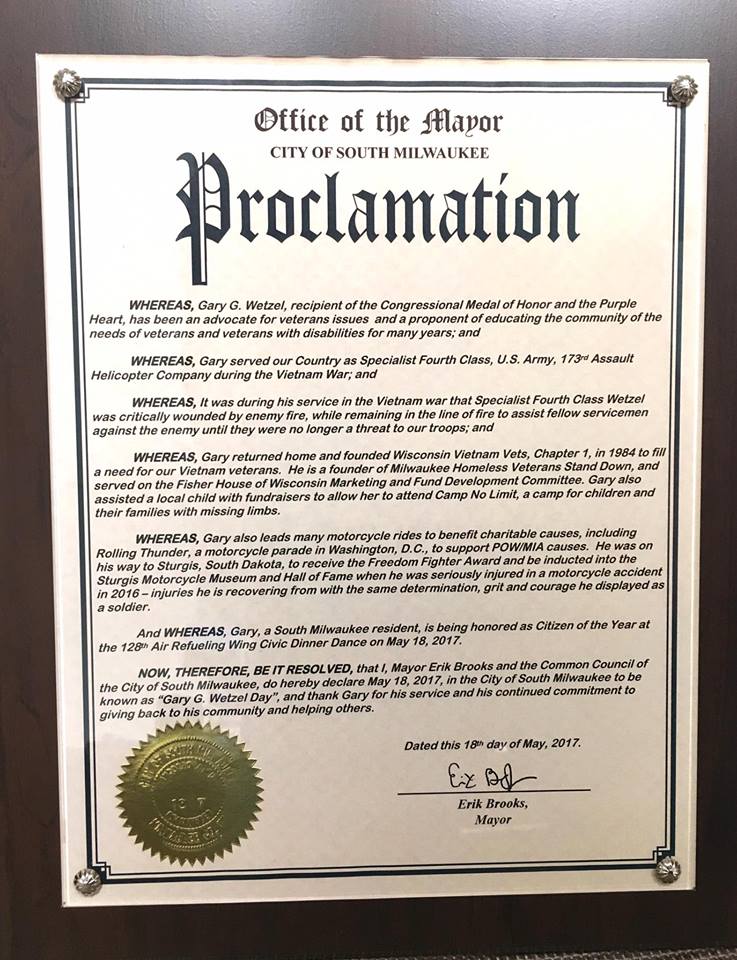 Office of the Mayor
CITY OF SOUTH MILWAUKEE
Proclamation
WHEREAS, Gary G. Wetzel, recipient of the Congressional Medal of Honor and the Purple
Heart, has been an advocate for veterans issues and a proponent of educating the community of the
needs of veterans and veterans with disabilities for many years; and
WHEREAS, Gary served our Country as Specialist Fourth Class, U.S. Army, 173rd Assault
Helicopter Company during the Vietnam War; and
WHEREAS, It was during his service in the Vietnam war that Specialist Fourth Class Wetzel
was critically wounded by enemy fire, while remaining in the line of fire to assist fellow servicemen
against the enemy until they were no longer a threat to our troops; and
WHEREAS, Gary returned home and founded Wisconsin Vietnam Vets, Chapter 1, in 1984 to fill
a need for our Vietnam veterans. He is a founder of Milwaukee Homeless Veterans Stand Down, and
served on the Fisher House of Wisconsin Marketing and Fund Development Committee. Gary also
assisted a local child with fundraisers to allow her to attend Camp No Limit, a camp for children and
their families with missing limbs.
WHEREAS, Gary also leads many motorcycle rides to benefit charitable causes, including
Rolling Thunder, a motorcycle parade in Washington, D.C., to support POW/MIA causes. He was on
his way to Sturgis, South Dakota, to receive the Freedom Fighter Award and be inducted into the
Sturgis Motorcycle Museum and Hall of Fame when he was seriously injured in a motorcycle accident
in 2016 – injuries he is recovering from with the same determination, grit and courage he displayed as
a soldier.
And WHEREAS, Gary, a South Milwaukee resident, is being honored as Citizen of the Year at
the 128th Air Refueling Wing Civic Dinner Dance on May 18, 2017.
NOW, THEREFORE, BE IT RESOLVED, that I, Mayor Erik Brooks and the Common Council of
the City of South Milwaukee, do hereby declare May 18, 2017, in the City of South Milwaukee to be
known as “Gary G. Wetzel Day”, and thank Gary for his service and his continued commitment to
giving back to his community and helping others.
Dated this 18th day of May, 2017.
Erik Brooks,
Mayor
CITY OF SOUTH MILWAUKEE